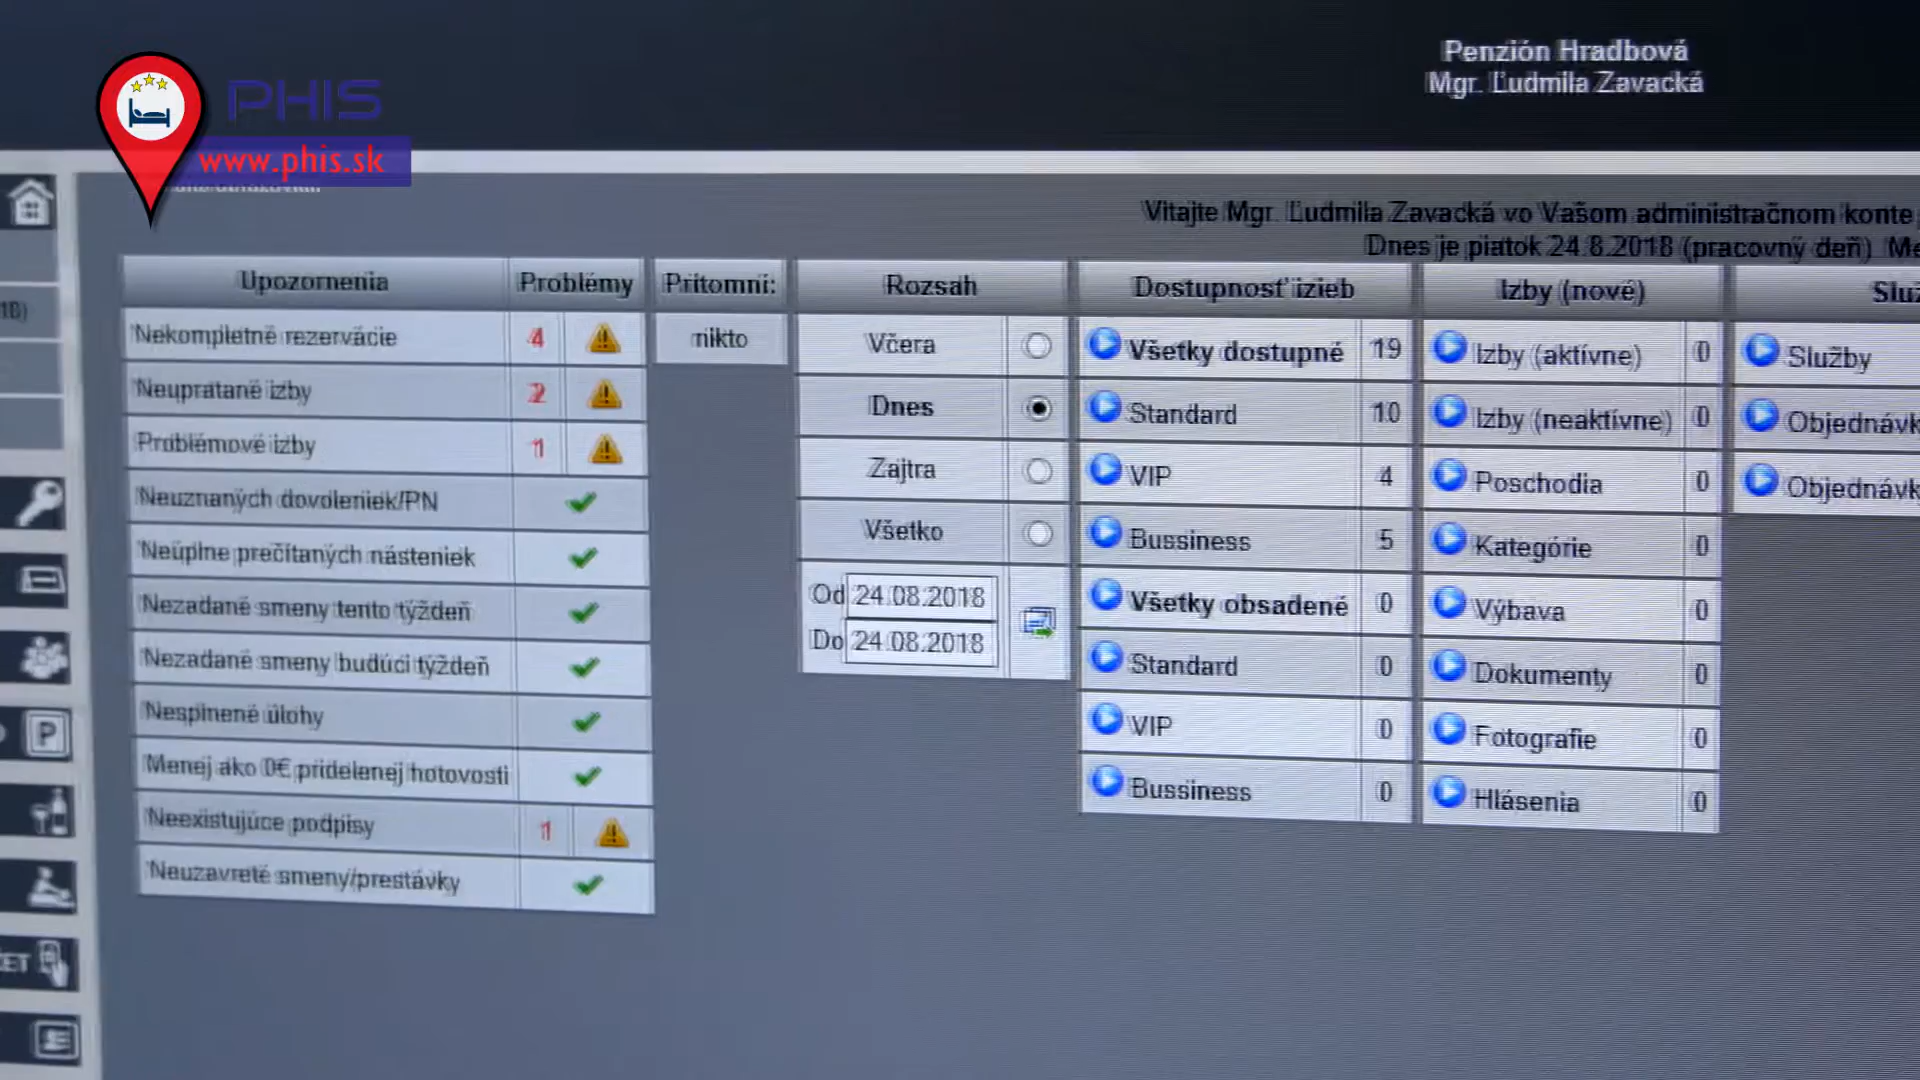 PHIS
www.phis.sk
Penzión Hradbová
Mgr. Ľudmila Zavacká
Vitajte Mgr. Ľudmila Zavacká vo Vašom administračnom konte
Dnes je piatok 24.8.2018 (pracovný deň)
Upozornenia Problémy
Nekompletné rezervácie 4
Neupratané izby 2
Problémové izby 1
Neuznaných dovoleniek/PN
Neúplne prečítaných násteniek
Nezadané smeny tento týždeň
Nezadané smeny budúci týždeň
Nesplnené úlohy
Menej ako 0€ pridelenej hotovosti
Neexistujúce podpisy 1
Neuzavreté smeny/prestávky
Prítomní:
nikto
Rozsah
Včera
Dnes
Zajtra
Všetko
Od 24.08.2018
Do 24.08.2018
Dostupnosť izieb
Všetky dostupné 19
Standard 10
VIP 4
Bussiness 5
Všetky obsadené 0
Standard 0
VIP 0
Bussiness 0
Izby (nové)
Izby (aktívne) 0
Izby (neaktívne) 0
Poschodia 0
Kategórie 0
Výbava 0
Dokumenty 0
Fotografie 0
Hlásenia 0
Služby
Objednávk
Objednávk
P